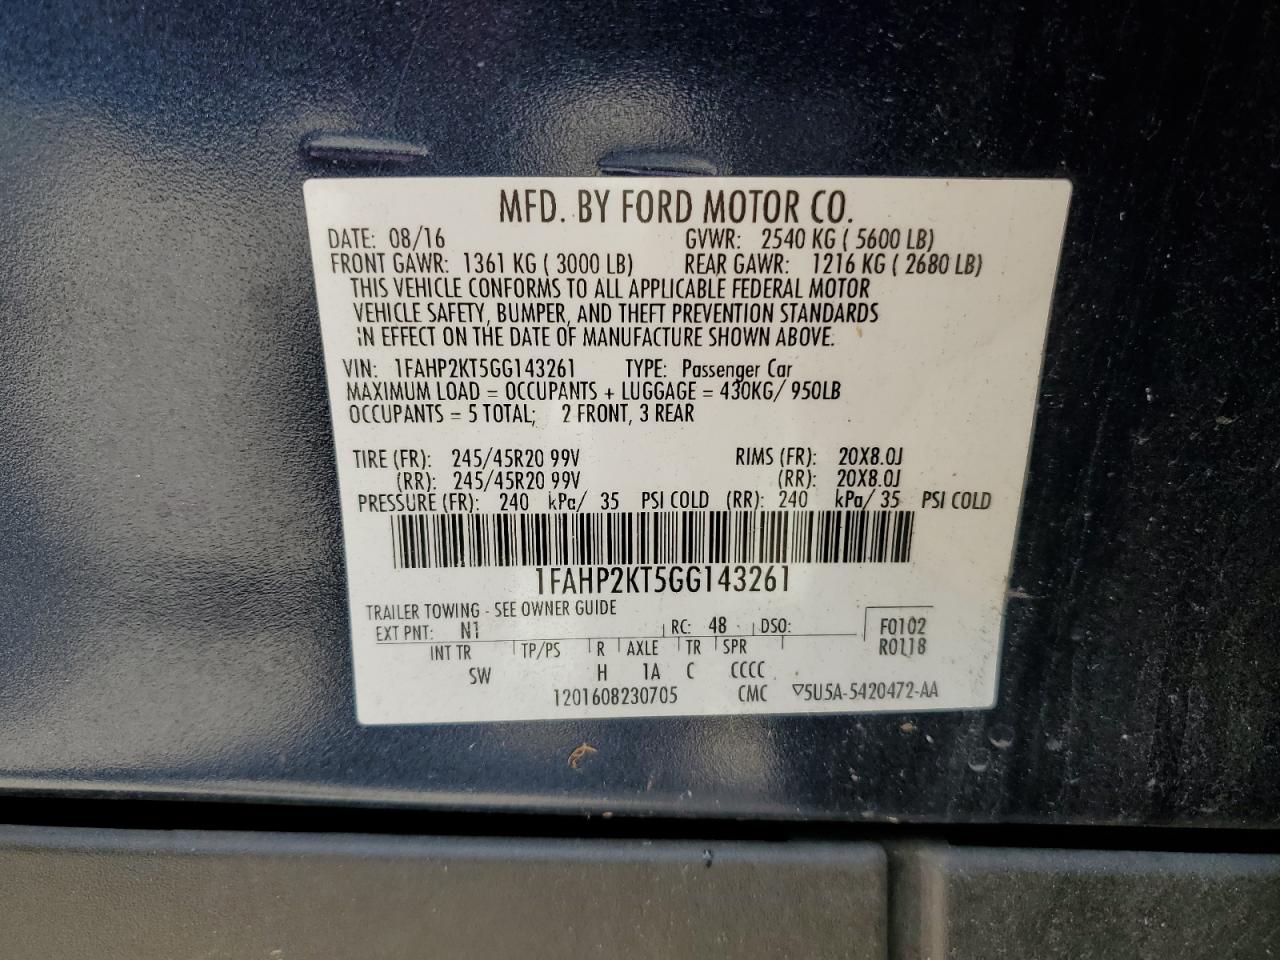 MFD. BY FORD MOTOR CO.
DATE: 08/16 GVWR: 2540 KG ( 5600 LB)
FRONT GAWR: 1361 KG ( 3000 LB) REAR GAWR: 1216 KG ( 2680 LB)
THIS VEHICLE CONFORMS TO ALL APPLICABLE FEDERAL MOTOR
VEHICLE SAFETY, BUMPER, AND THEFT PREVENTION STANDARDS
IN EFFECT ON THE DATE OF MANUFACTURE SHOWN ABOVE.
VIN: 1FAHP2KT5GG143261 TYPE: Passenger Car
MAXIMUM LOAD = OCCUPANTS + LUGGAGE = 430KG/ 950LB
OCCUPANTS = 5 TOTAL; 2 FRONT, 3 REAR
TIRE (FR): 245/45R20 99V RIMS (FR): 20X8.0J
(RR): 245/45R20 99V (RR): 20X8.0J
PRESSURE (FR): 240 kPa/ 35 PSI COLD (RR): 240 kPa/ 35 PSI COLD
1FAHP2KT5GG143261
TRAILER TOWING - SEE OWNER GUIDE
EXT PNT: N1 RC: 48 DSO: F0102
INT TR TP/PS R AXLE TR SPR R0118
SW H 1A C CCCC
1201608230705 CMC ▽5U5A-5420472-AA